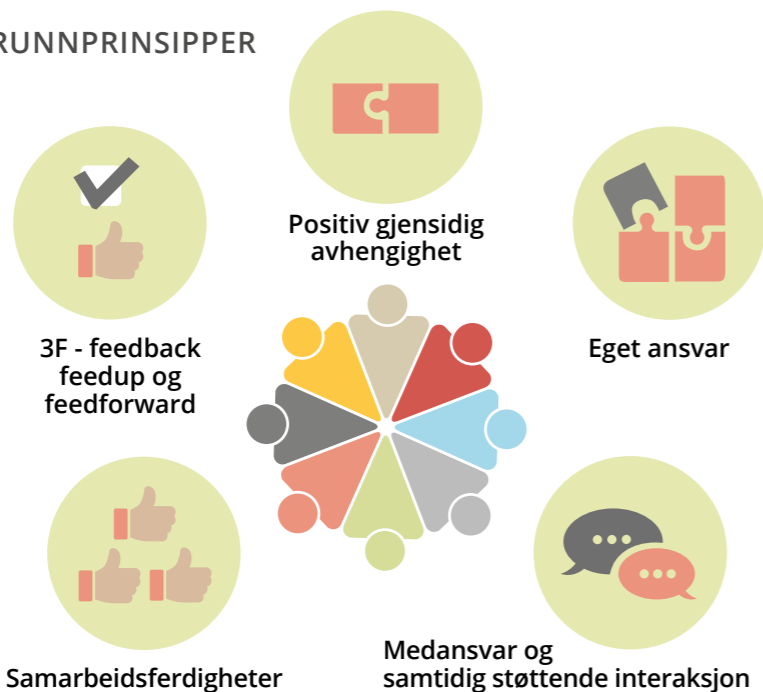 RUNNPRINSIPPER
Positiv gjensidig
avhengighet
3F - feedback
feedup og
feedforward
Eget ansvar
Samarbeidsferdigheter
Medansvar og
samtidig støttende interaksjon